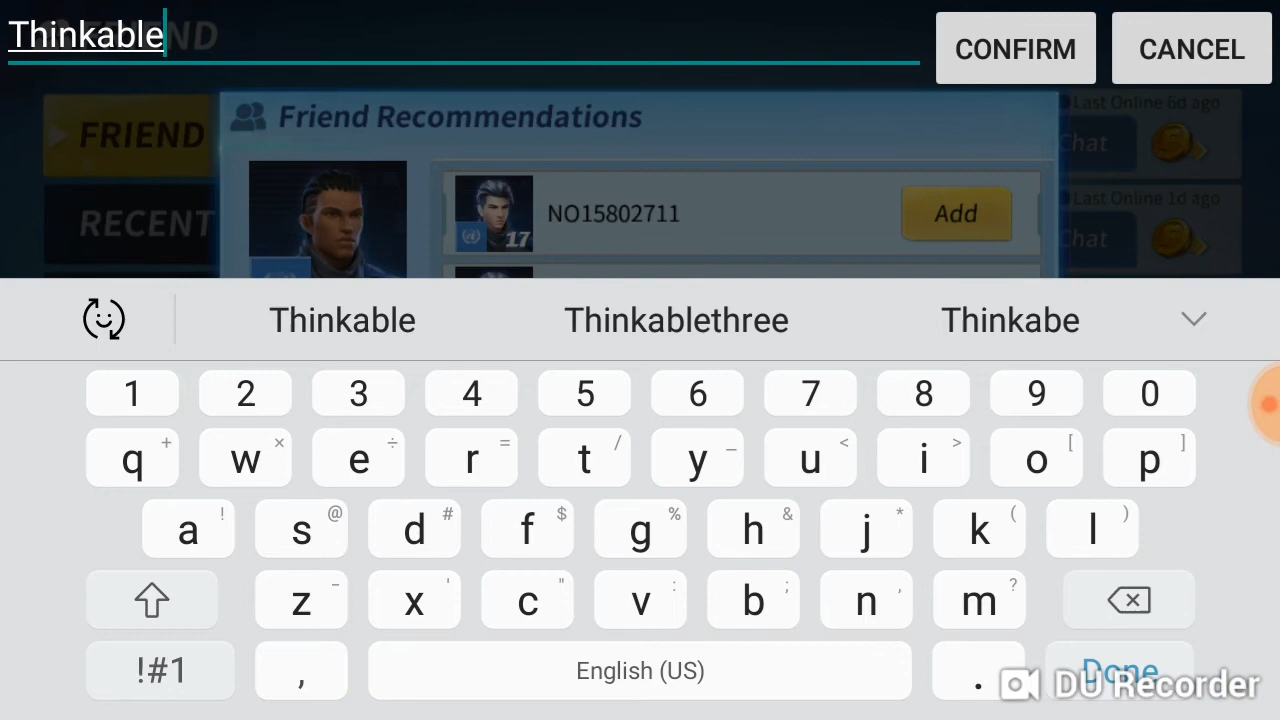 Thinkable
CONFIRM
CANCEL
Friend Recommendations
Last Online 6d ago
FRIEND
Chat
NO15802711
Add
17
Last Online 1d ago
RECENT
Chat
Thinkable Thinkablethree Thinkabe
1 2 3 4 5 6 7 8 9 0
q + w × e ÷ r = t / y _ u < i > o [ p ]
a ! s @ d # f $ g % h & j * k ( l )
z - x ' c " v : b ; n , m ?
!#1 , English (US) . Done
DU Recorder